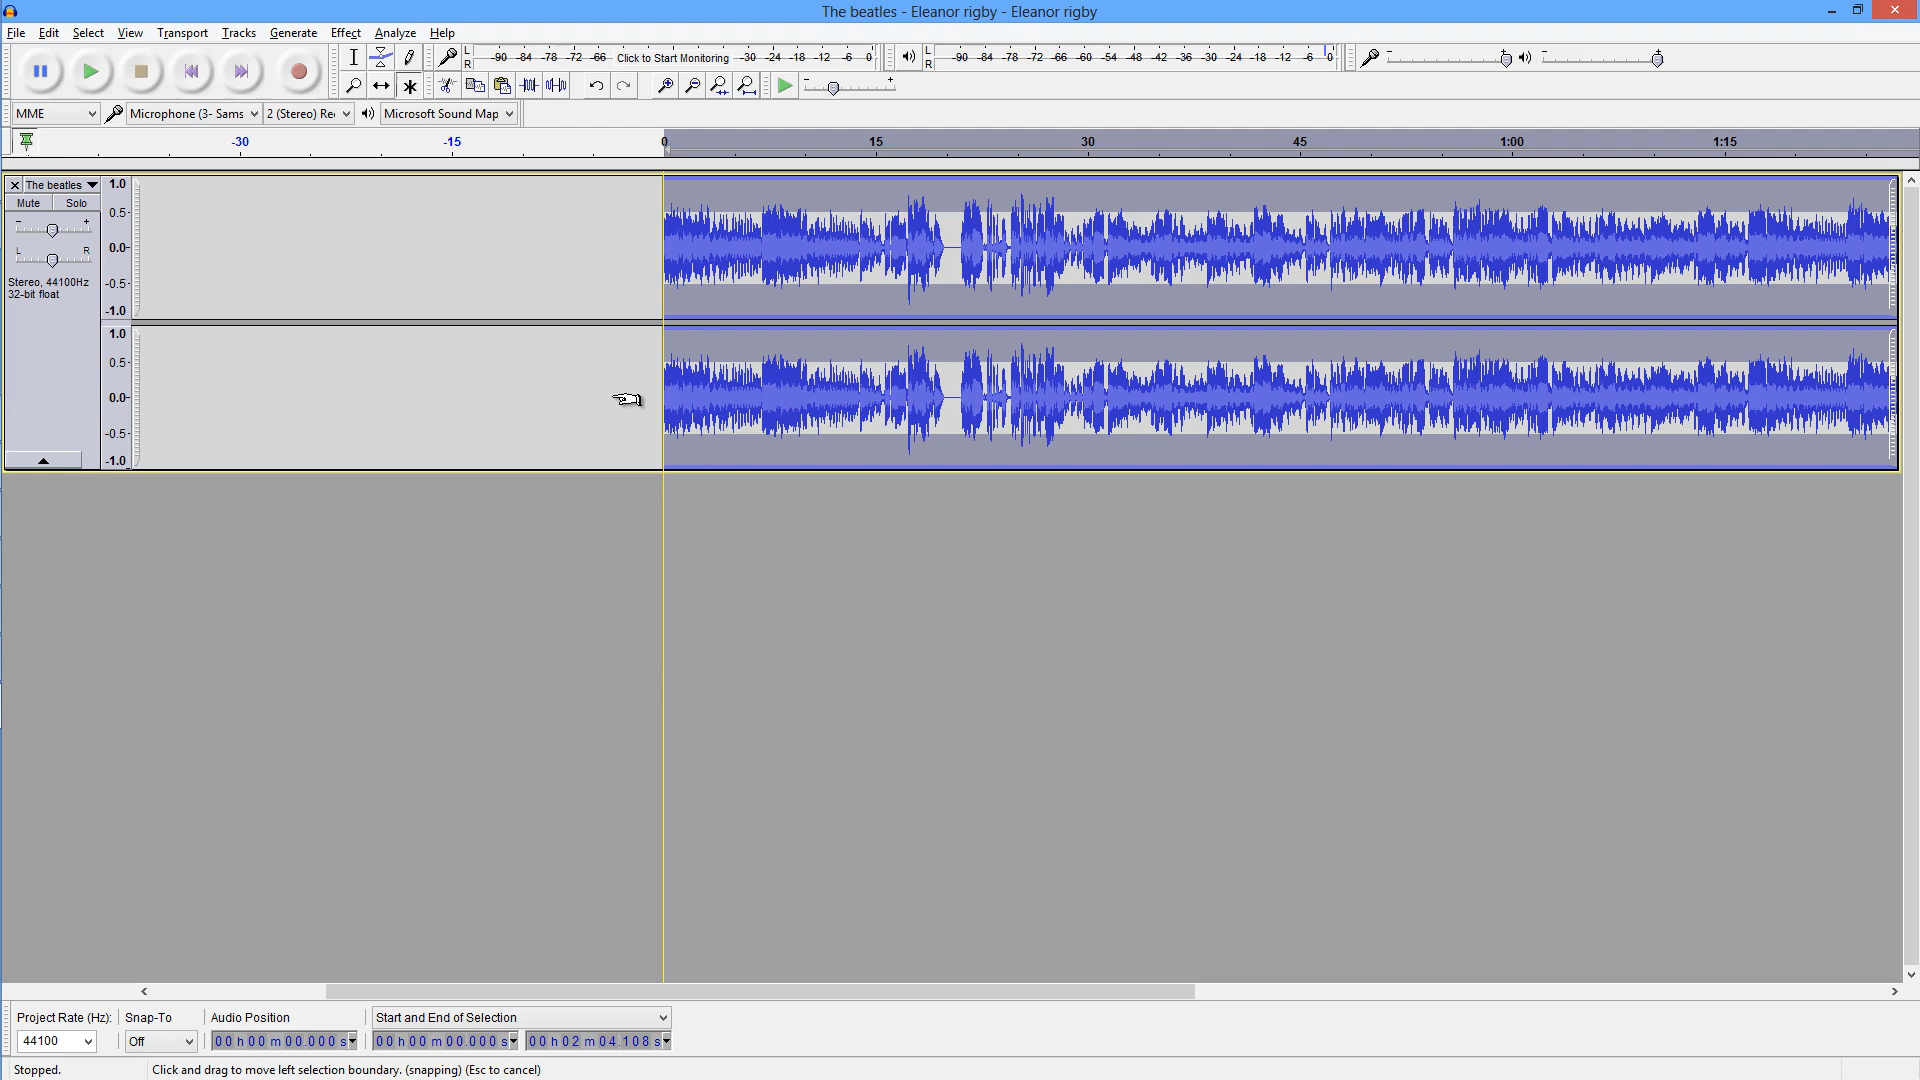 The beatles - Eleanor rigby - Eleanor rigby
File Edit Select View Transport Tracks Generate Effect Analyze Help
L -90 -84 -78 -72 -66 Click to Start Monitoring -30 -24 -18 -12 -6 0 L -90 -84 -78 -72 -66 -60 -54 -48 -42 -36 -30 -24 -18 -12 -6 0 - + - +
R R
- +
MME Microphone (3- Sams 2 (Stereo) Re Microsoft Sound Map
-30 -15 0 15 30 45 1:00 1:15
The beatles 1.0
Mute Solo
0.5
- +
0.0
L R
Stereo, 44100Hz -0.5
32-bit float
-1.0
1.0
0.5
0.0
-0.5
-1.0
Project Rate (Hz): Snap-To Audio Position Start and End of Selection
44100 Off 00 h 00 m 00.000 s 00 h 00 m 00.000 s 00 h 02 m 04.108 s
Stopped. Click and drag to move left selection boundary. (snapping) (Esc to cancel)